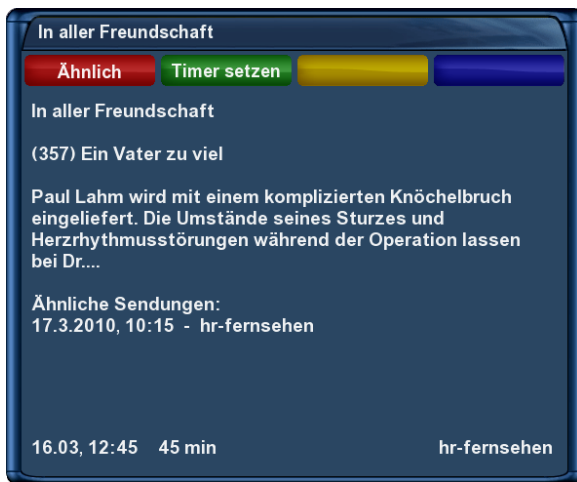 In aller Freundschaft
Ähnlich Timer setzen
In aller Freundschaft
(357) Ein Vater zu viel
Paul Lahm wird mit einem komplizierten Knöchelbruch
eingeliefert. Die Umstände seines Sturzes und
Herzrhythmusstörungen während der Operation lassen
bei Dr....
Ähnliche Sendungen:
17.3.2010, 10:15 - hr-fernsehen
16.03, 12:45 45 min hr-fernsehen